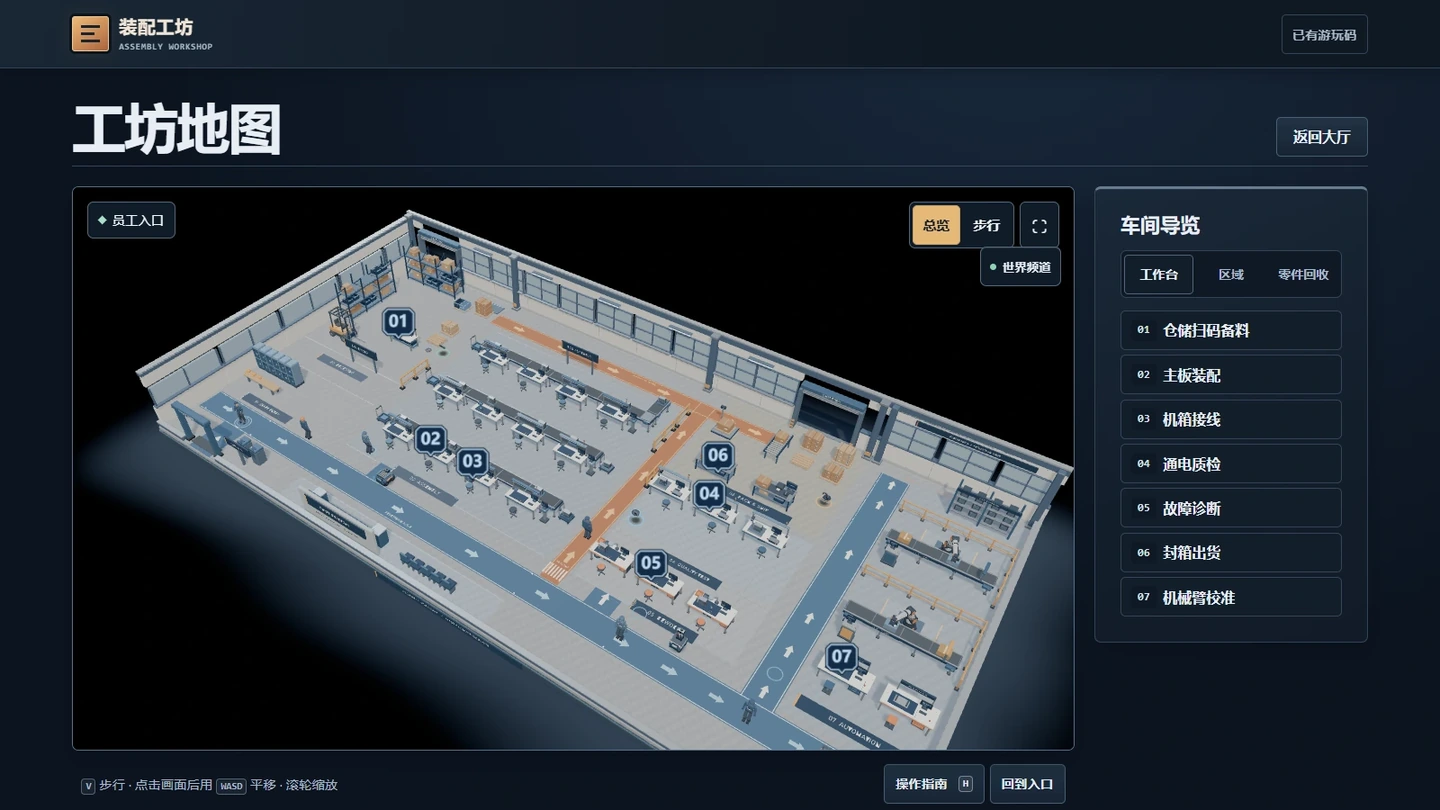 装配工坊
ASSEMBLY WORKSHOP
已有游玩码
工坊地图
返回大厅
员工入口
总览
步行
世界频道
01
02
03
04
05
06
07
07 AUTOMATION
车间导览
工作台
区域
零件回收
01 仓储扫码备料
02 主板装配
03 机箱接线
04 通电质检
05 故障诊断
06 封箱出货
07 机械臂校准
V 步行 · 点击画面后用 WASD 平移 · 滚轮缩放
操作指南 H
回到入口